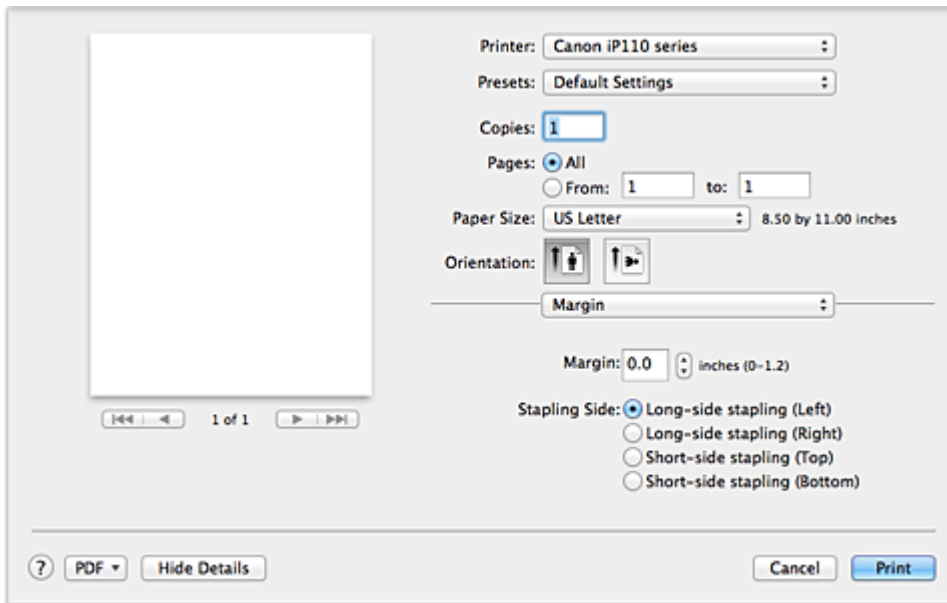 Printer: Canon iP110 series
Presets: Default Settings
Copies: 1
Pages: All
From: 1 to: 1
Paper Size: US Letter 8.50 by 11.00 inches
Orientation:
Margin
Margin: 0.0 inches (0-1.2)
1 of 1
Stapling Side: Long-side stapling (Left)
Long-side stapling (Right)
Short-side stapling (Top)
Short-side stapling (Bottom)
? PDF Hide Details Cancel Print